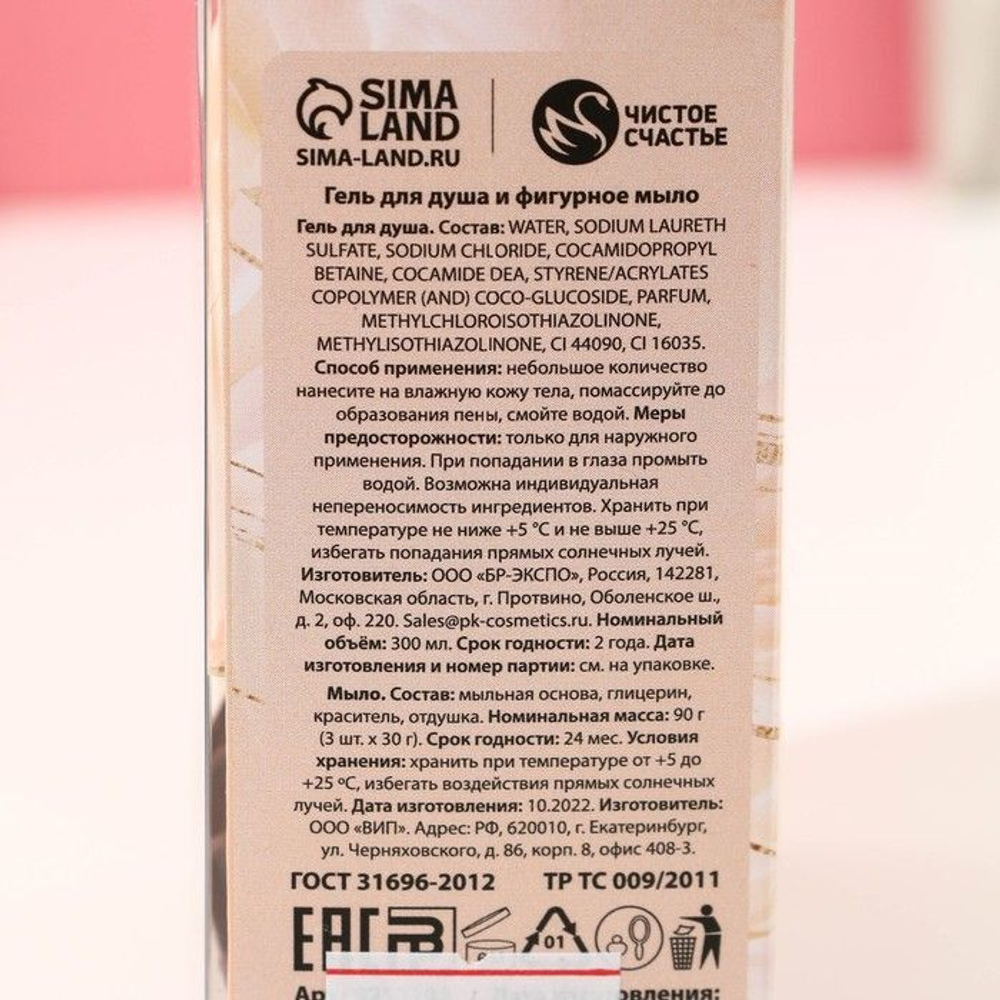 SIMA
LAND
SIMA-LAND.RU
ЧИСТОЕ
СЧАСТЬЕ
Гель для душа и фигурное мыло
Гель для душа. Состав: WATER, SODIUM LAURETH
SULFATE, SODIUM CHLORIDE, COCAMIDOPROPYL
BETAINE, COCAMIDE DEA, STYRENE/ACRYLATES
COPOLYMER (AND) COCO-GLUCOSIDE, PARFUM,
METHYLCHLOROISOTHIAZOLINONE,
METHYLISOTHIAZOLINONE, CI 44090, CI 16035.
Способ применения: небольшое количество
нанесите на влажную кожу тела, помассируйте до
образования пены, смойте водой. Меры
предосторожности: только для наружного
применения. При попадании в глаза промыть
водой. Возможна индивидуальная
непереносимость ингредиентов. Хранить при
температуре не ниже +5 °C и не выше +25 °C,
избегать попадания прямых солнечных лучей.
Изготовитель: ООО «БР-ЭКСПО», Россия, 142281,
Московская область, г. Протвино, Оболенское ш.,
д. 2, оф. 220. Sales@pk-cosmetics.ru. Номинальный
объём: 300 мл. Срок годности: 2 года. Дата
изготовления и номер партии: см. на упаковке.
Мыло. Состав: мыльная основа, глицерин,
краситель, отдушка. Номинальная масса: 90 г
(3 шт. х 30 г). Срок годности: 24 мес. Условия
хранения: хранить при температуре от +5 до
+25 ºC, избегать воздействия прямых солнечных
лучей. Дата изготовления: 10.2022. Изготовитель:
ООО «ВИП». Адрес: РФ, 620010, г. Екатеринбург,
ул. Черняховского, д. 86, корп. 8, офис 408-3.
ГОСТ 31696-2012 ТР ТС 009/2011
EAC 01